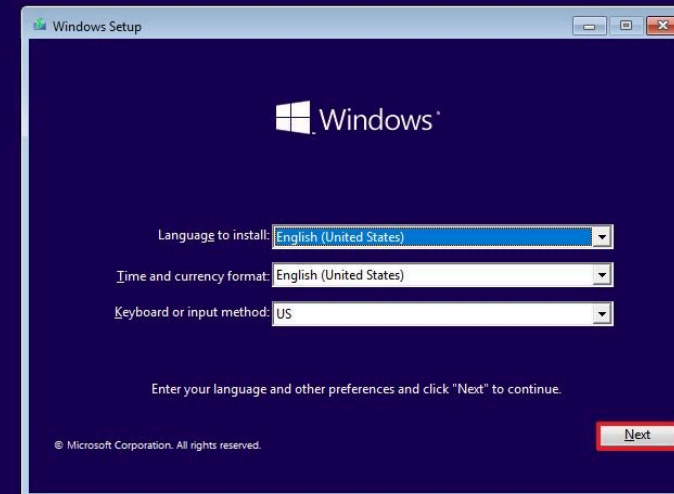 Windows Setup
Windows
Language to install: English (United States)
Time and currency format: English (United States)
Keyboard or input method: US
Enter your language and other preferences and click "Next" to continue.
Next
© Microsoft Corporation. All rights reserved.